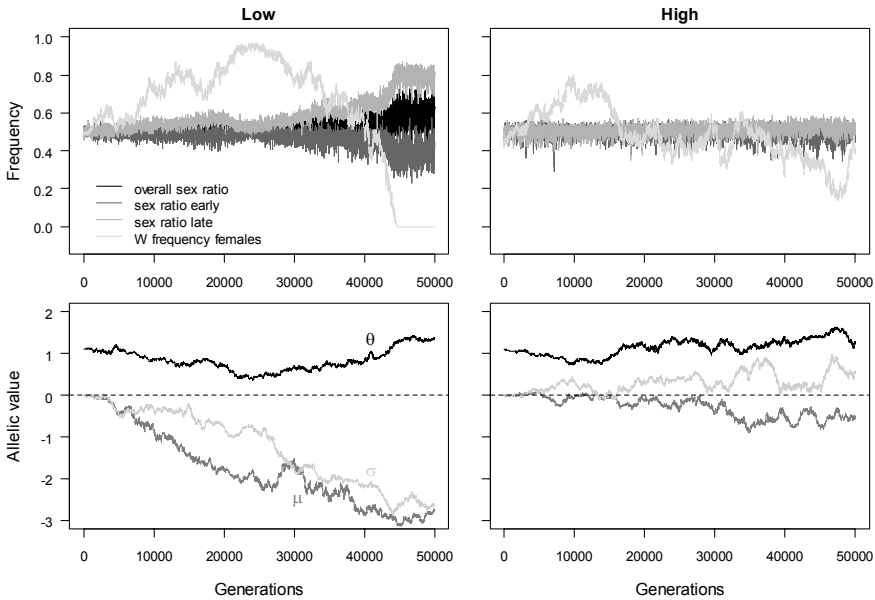 Low
High
Frequency
1.0
0.8
0.6
0.4
0.2
0.0
overall sex ratio
sex ratio early
sex ratio late
W frequency females
0 10000 20000 30000 40000 50000
0 10000 20000 30000 40000 50000
Allelic value
2
1
0
-1
-2
-3
θ
σ
μ
0 10000 20000 30000 40000 50000
0 10000 20000 30000 40000 50000
Generations
Generations